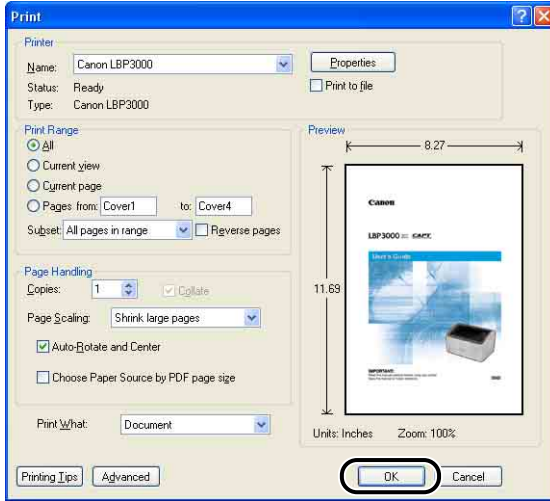 Print
Printer
Name: Canon LBP3000 Properties
Status: Ready Print to file
Type: Canon LBP3000
Print Range
All
Current view
Current page
Pages from: Cover1 to: Cover4
Subset: All pages in range Reverse pages
Page Handling
Copies: 1 Collate
Page Scaling: Shrink large pages
Auto-Rotate and Center
Choose Paper Source by PDF page size
Print What: Document
Preview
8.27
11.69
Canon
LBP3000
User's Guide
IMPORTANT:
Units: Inches Zoom: 100%
Printing Tips Advanced OK Cancel